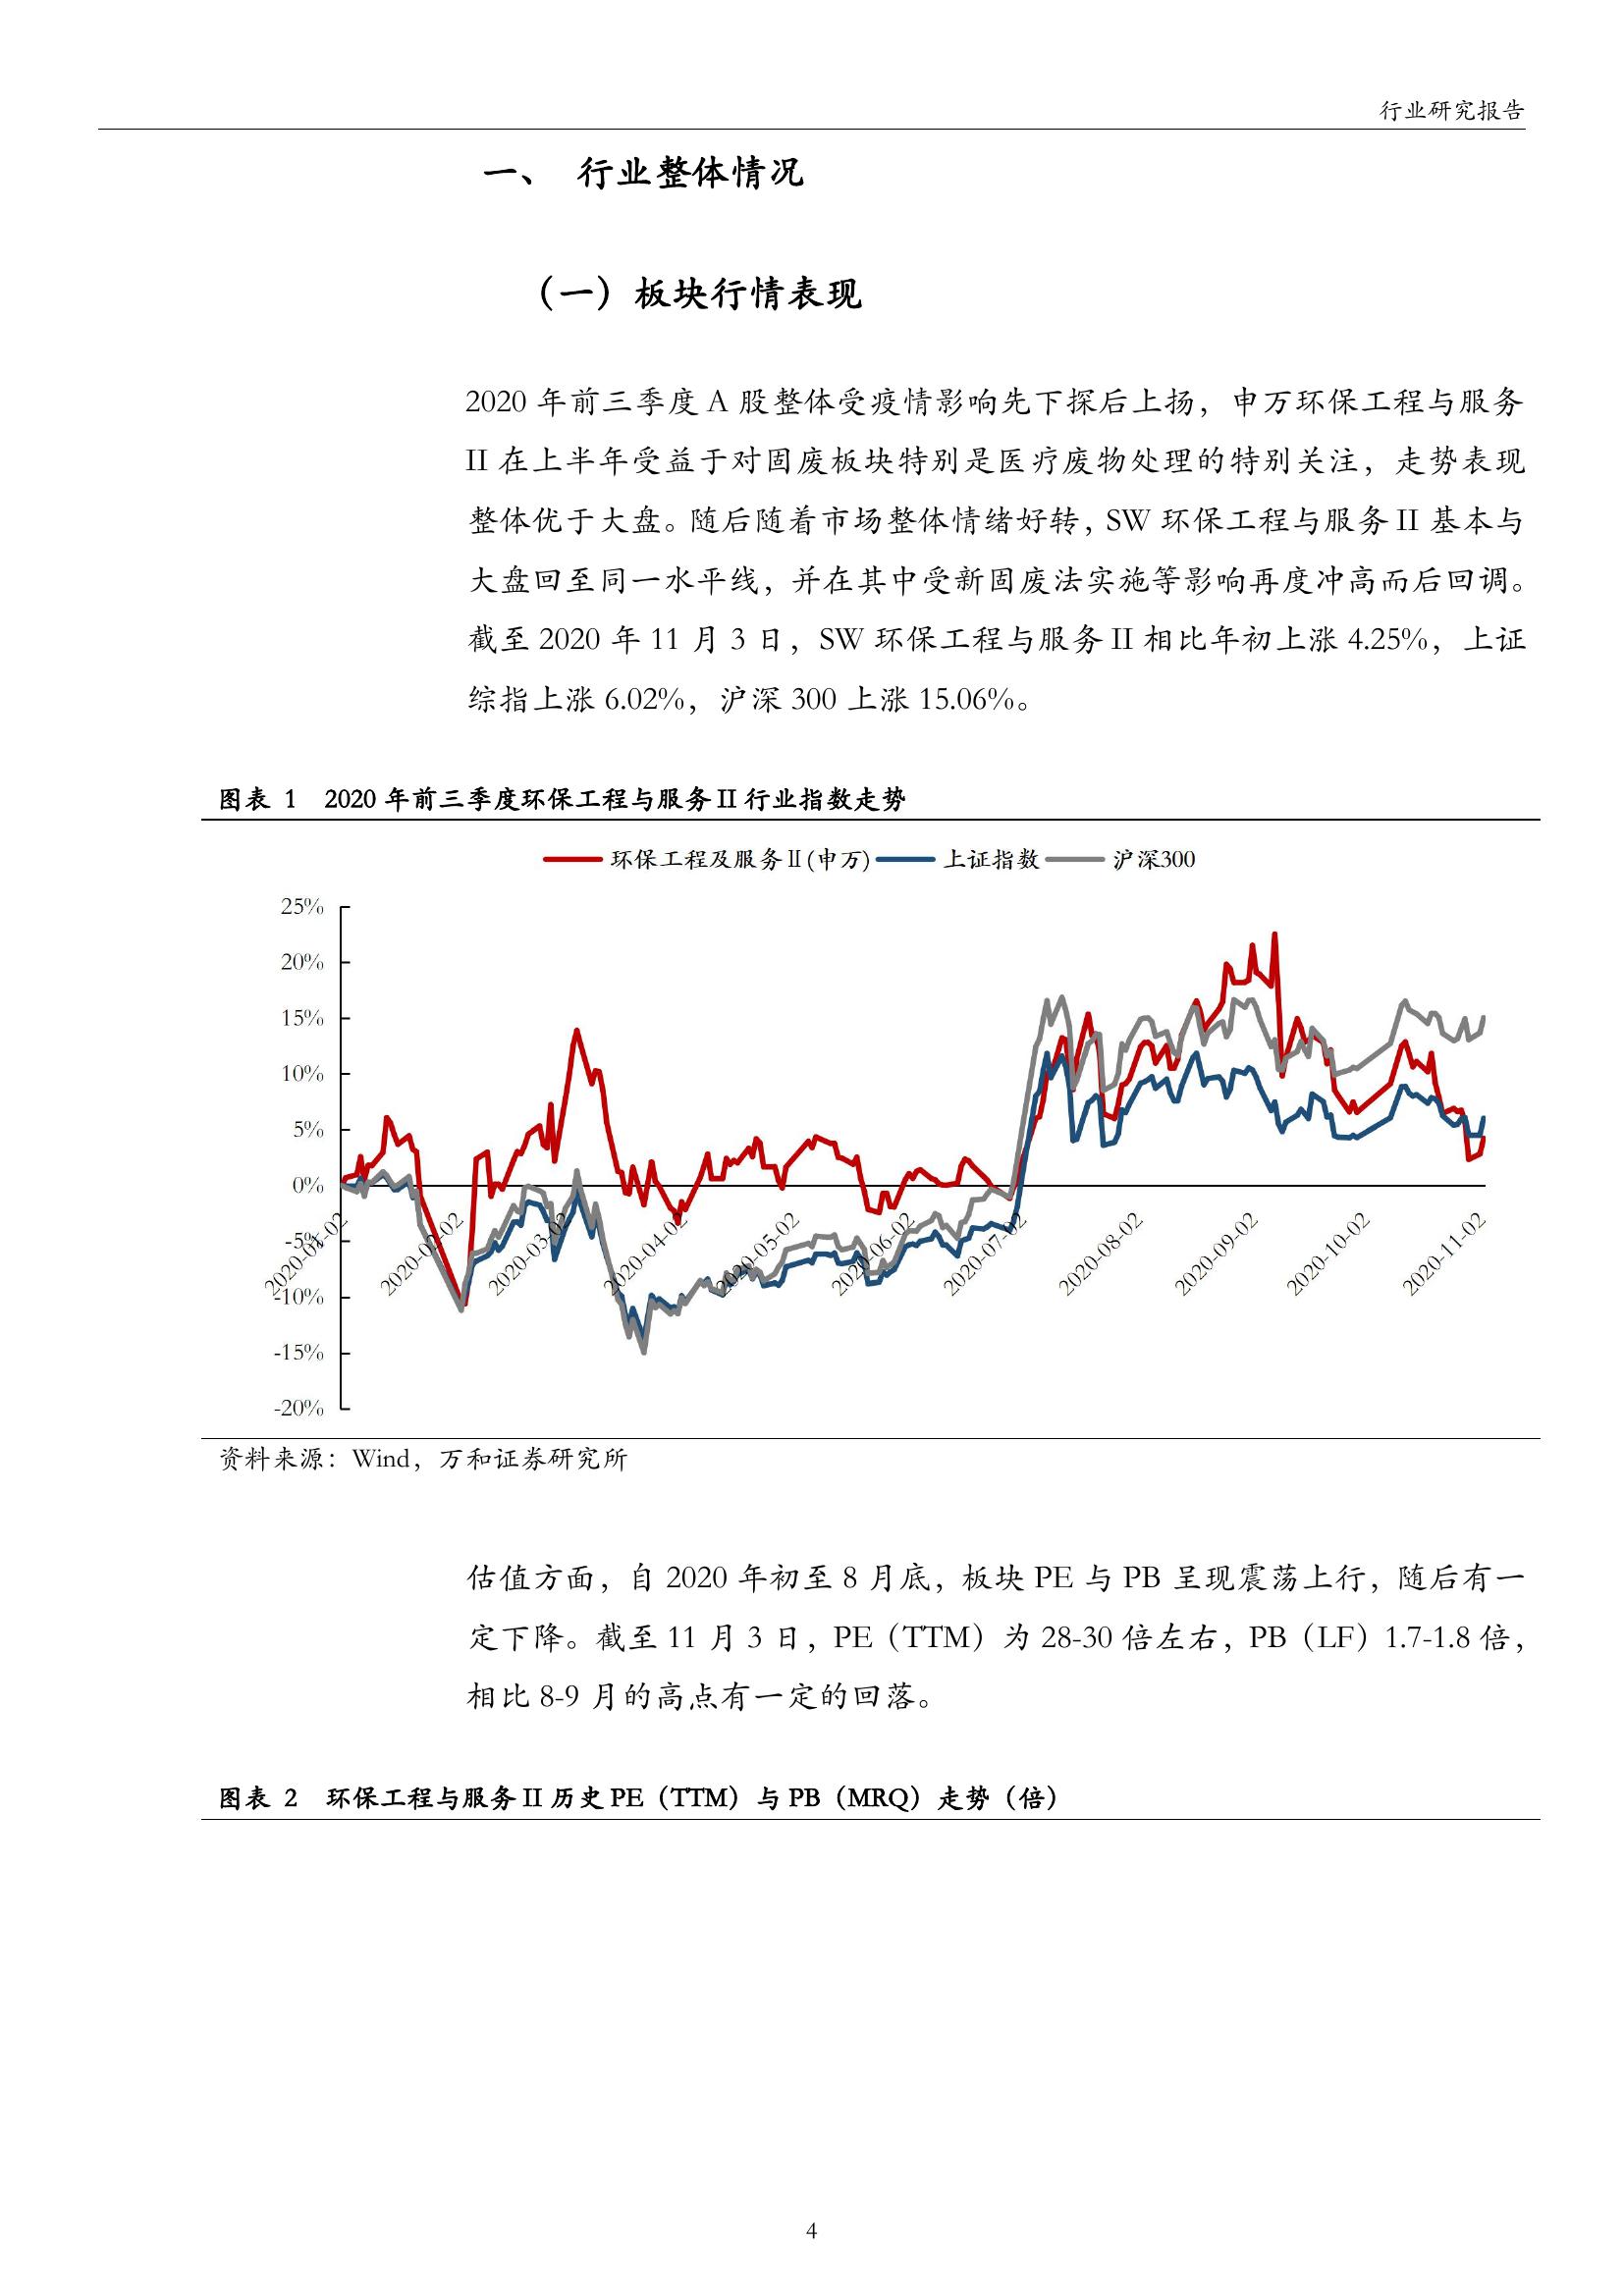 行业研究报告
一、 行业整体情况
（一）板块行情表现
2020 年前三季度 A 股整体受疫情影响先下探后上扬，申万环保工程与服务
II 在上半年受益于对固废板块特别是医疗废物处理的特别关注，走势表现
整体优于大盘。随后随着市场整体情绪好转，SW 环保工程与服务 II 基本与
大盘回至同一水平线，并在其中受新固废法实施等影响再度冲高而后回调。
截至 2020 年 11 月 3 日，SW 环保工程与服务 II 相比年初上涨 4.25%，上证
综指上涨 6.02%，沪深 300 上涨 15.06%。
图表 1 2020 年前三季度环保工程与服务 II 行业指数走势
环保工程及服务Ⅱ(申万) 上证指数 沪深300
25%
20%
15%
10%
5%
0%
-5%
-10%
-15%
-20%
2020-01-02 2020-02-02 2020-03-02 2020-04-02 2020-05-02 2020-06-02 2020-07-02 2020-08-02 2020-09-02 2020-10-02 2020-11-02
资料来源：Wind，万和证券研究所
估值方面，自 2020 年初至 8 月底，板块 PE 与 PB 呈现震荡上行，随后有一
定下降。截至 11 月 3 日，PE（TTM）为 28-30 倍左右，PB（LF）1.7-1.8 倍，
相比 8-9 月的高点有一定的回落。
图表 2 环保工程与服务 II 历史 PE（TTM）与 PB（MRQ）走势（倍）
4